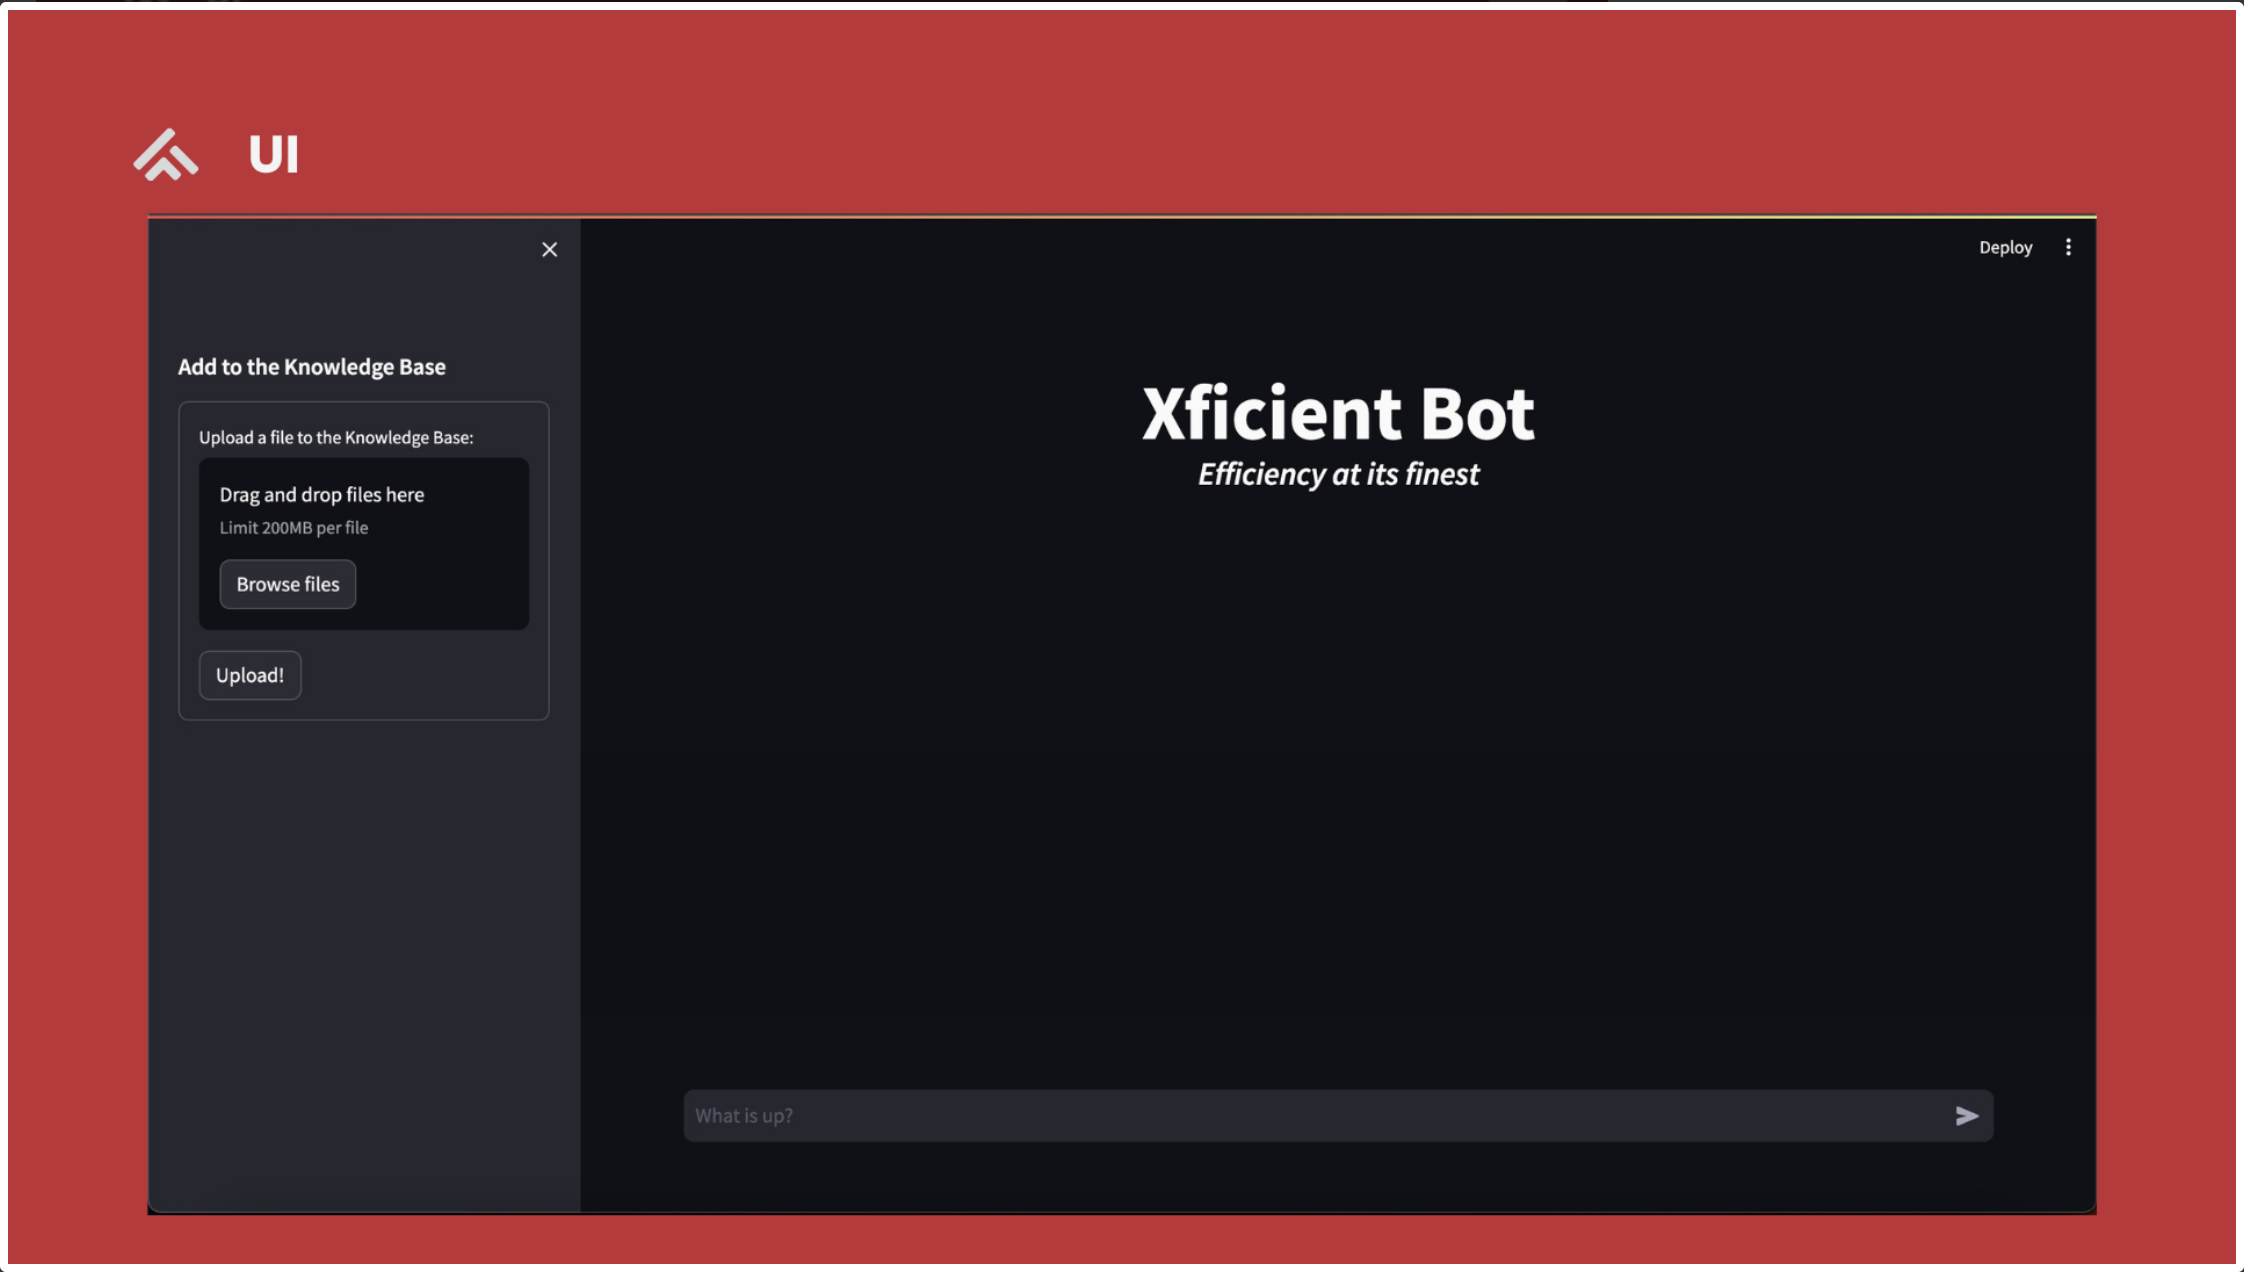 UI
Deploy
Add to the Knowledge Base
Upload a file to the Knowledge Base:
Drag and drop files here
Limit 200MB per file
Browse files
Upload!
Xficient Bot
Efficiency at its finest
What is up?